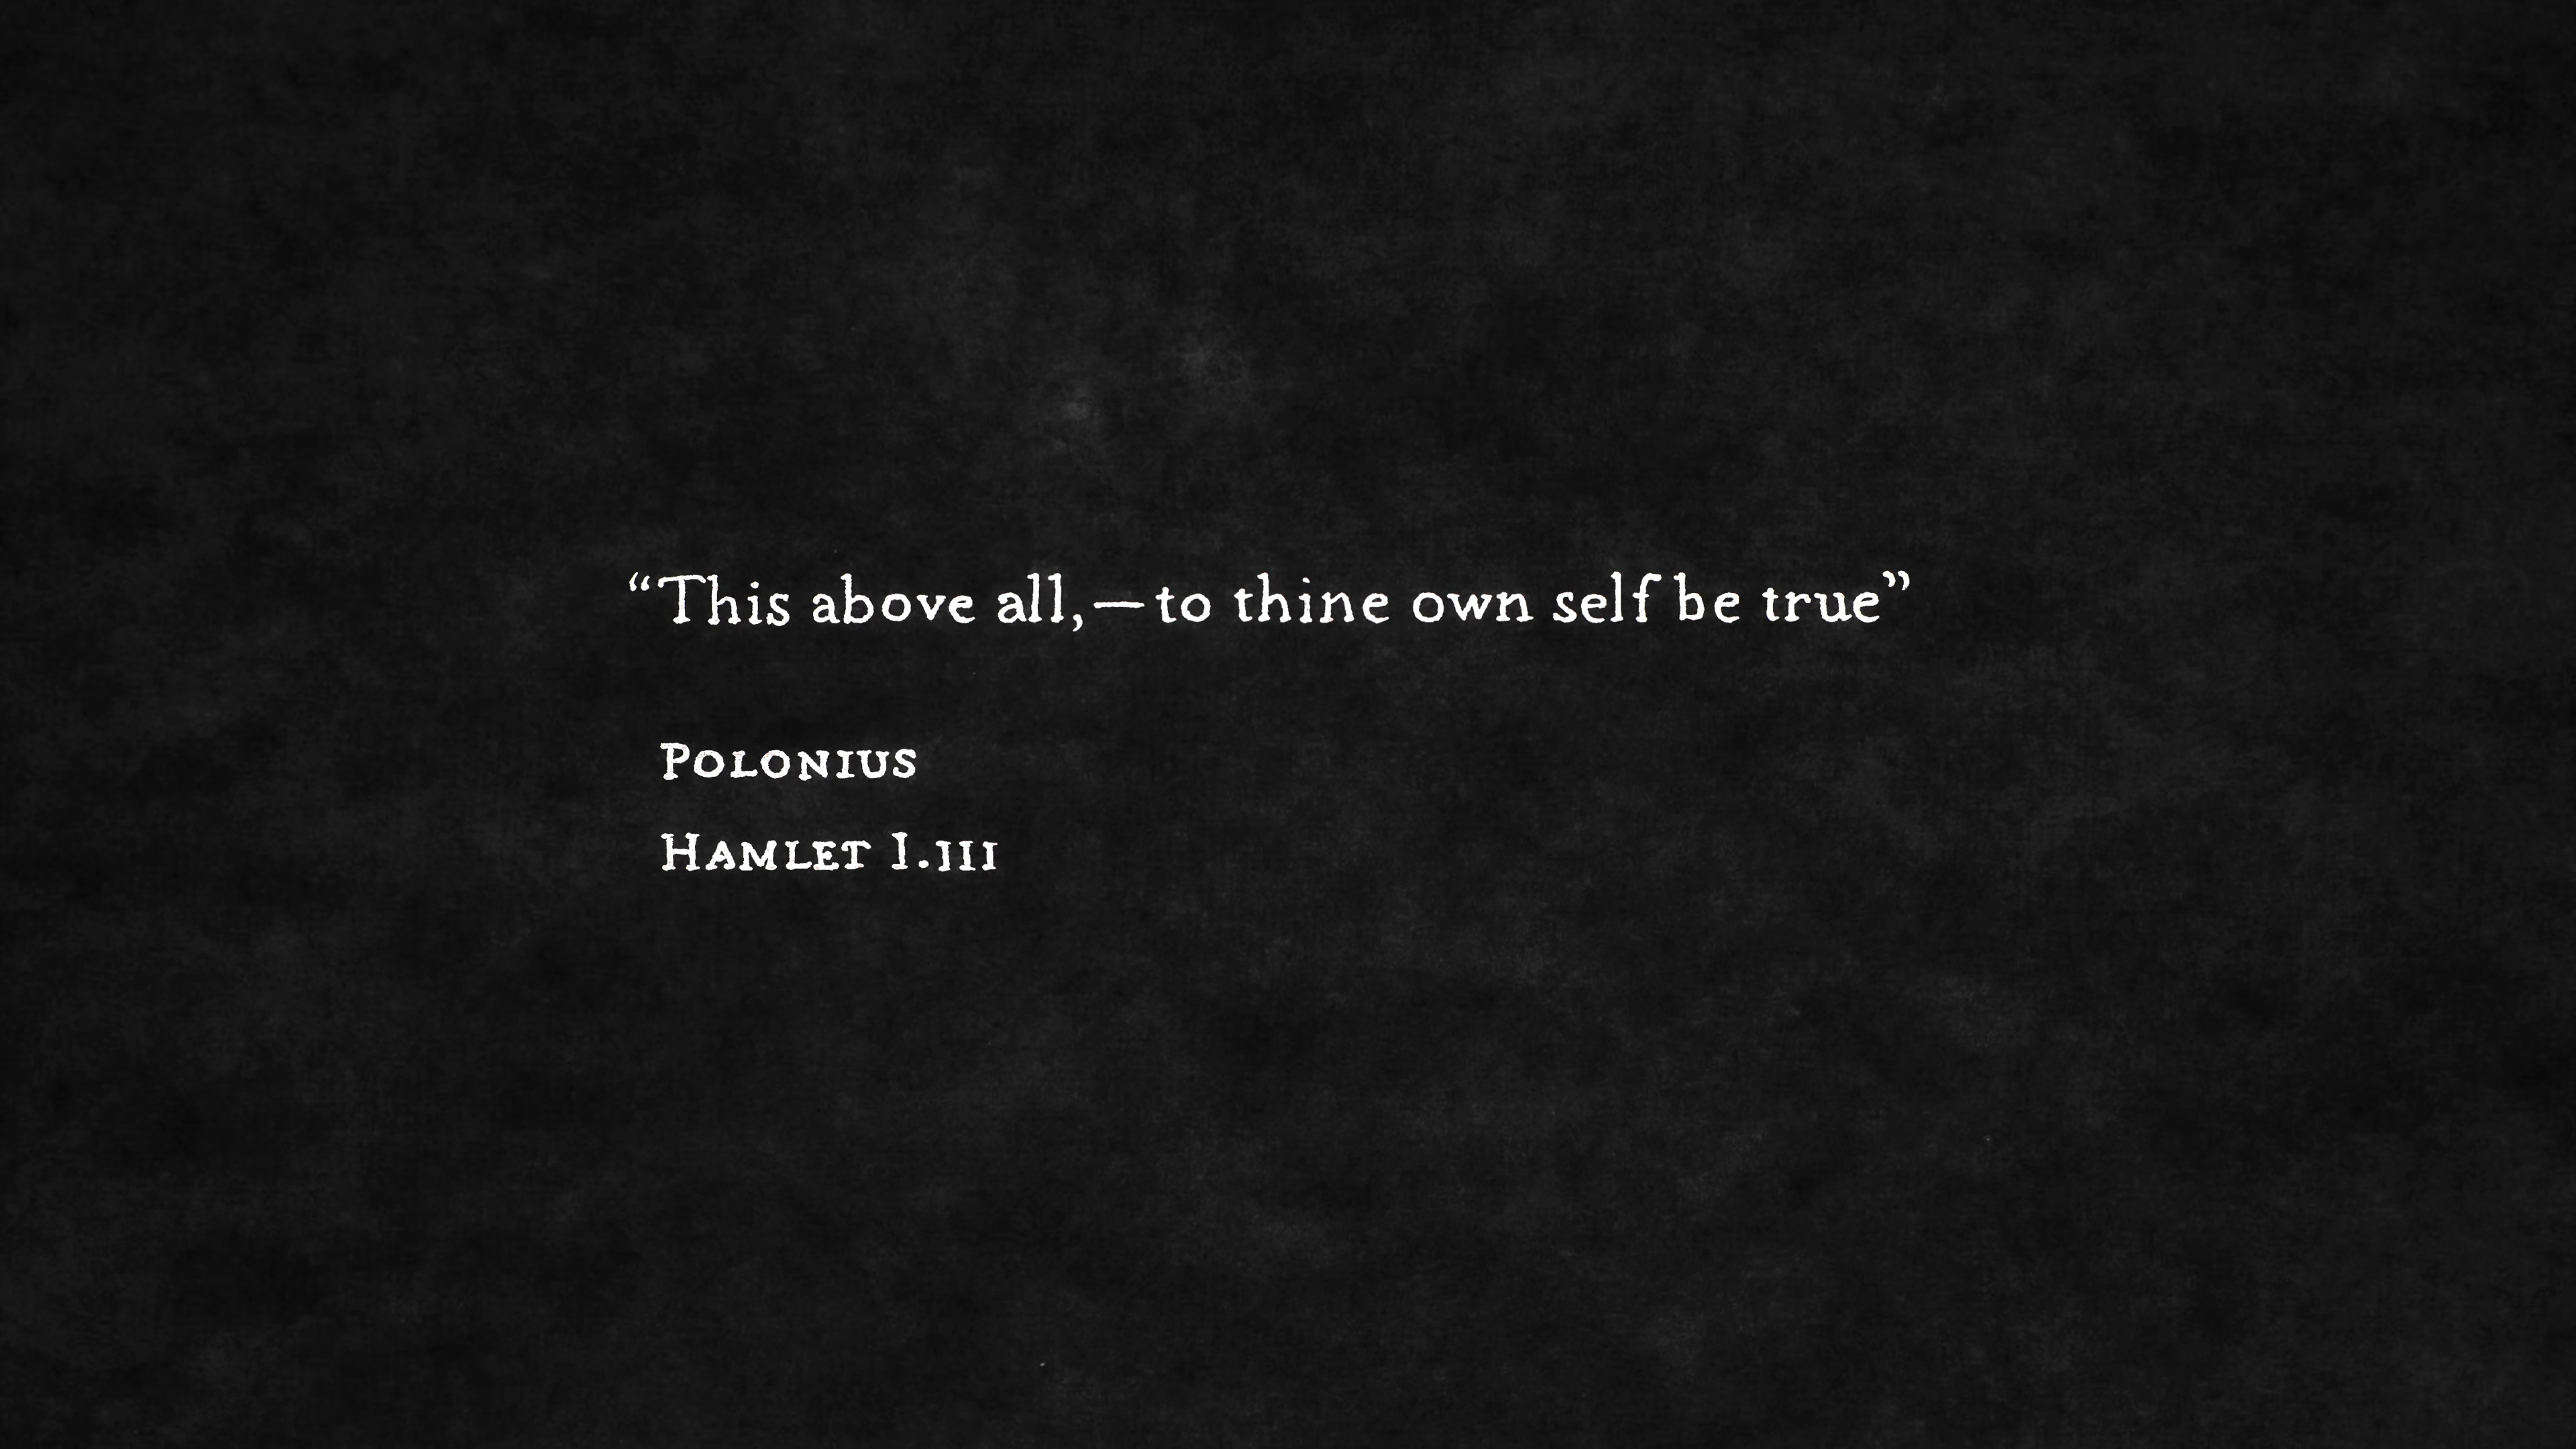 “This above all,—to thine own self be true”
Polonius
Hamlet I.iii